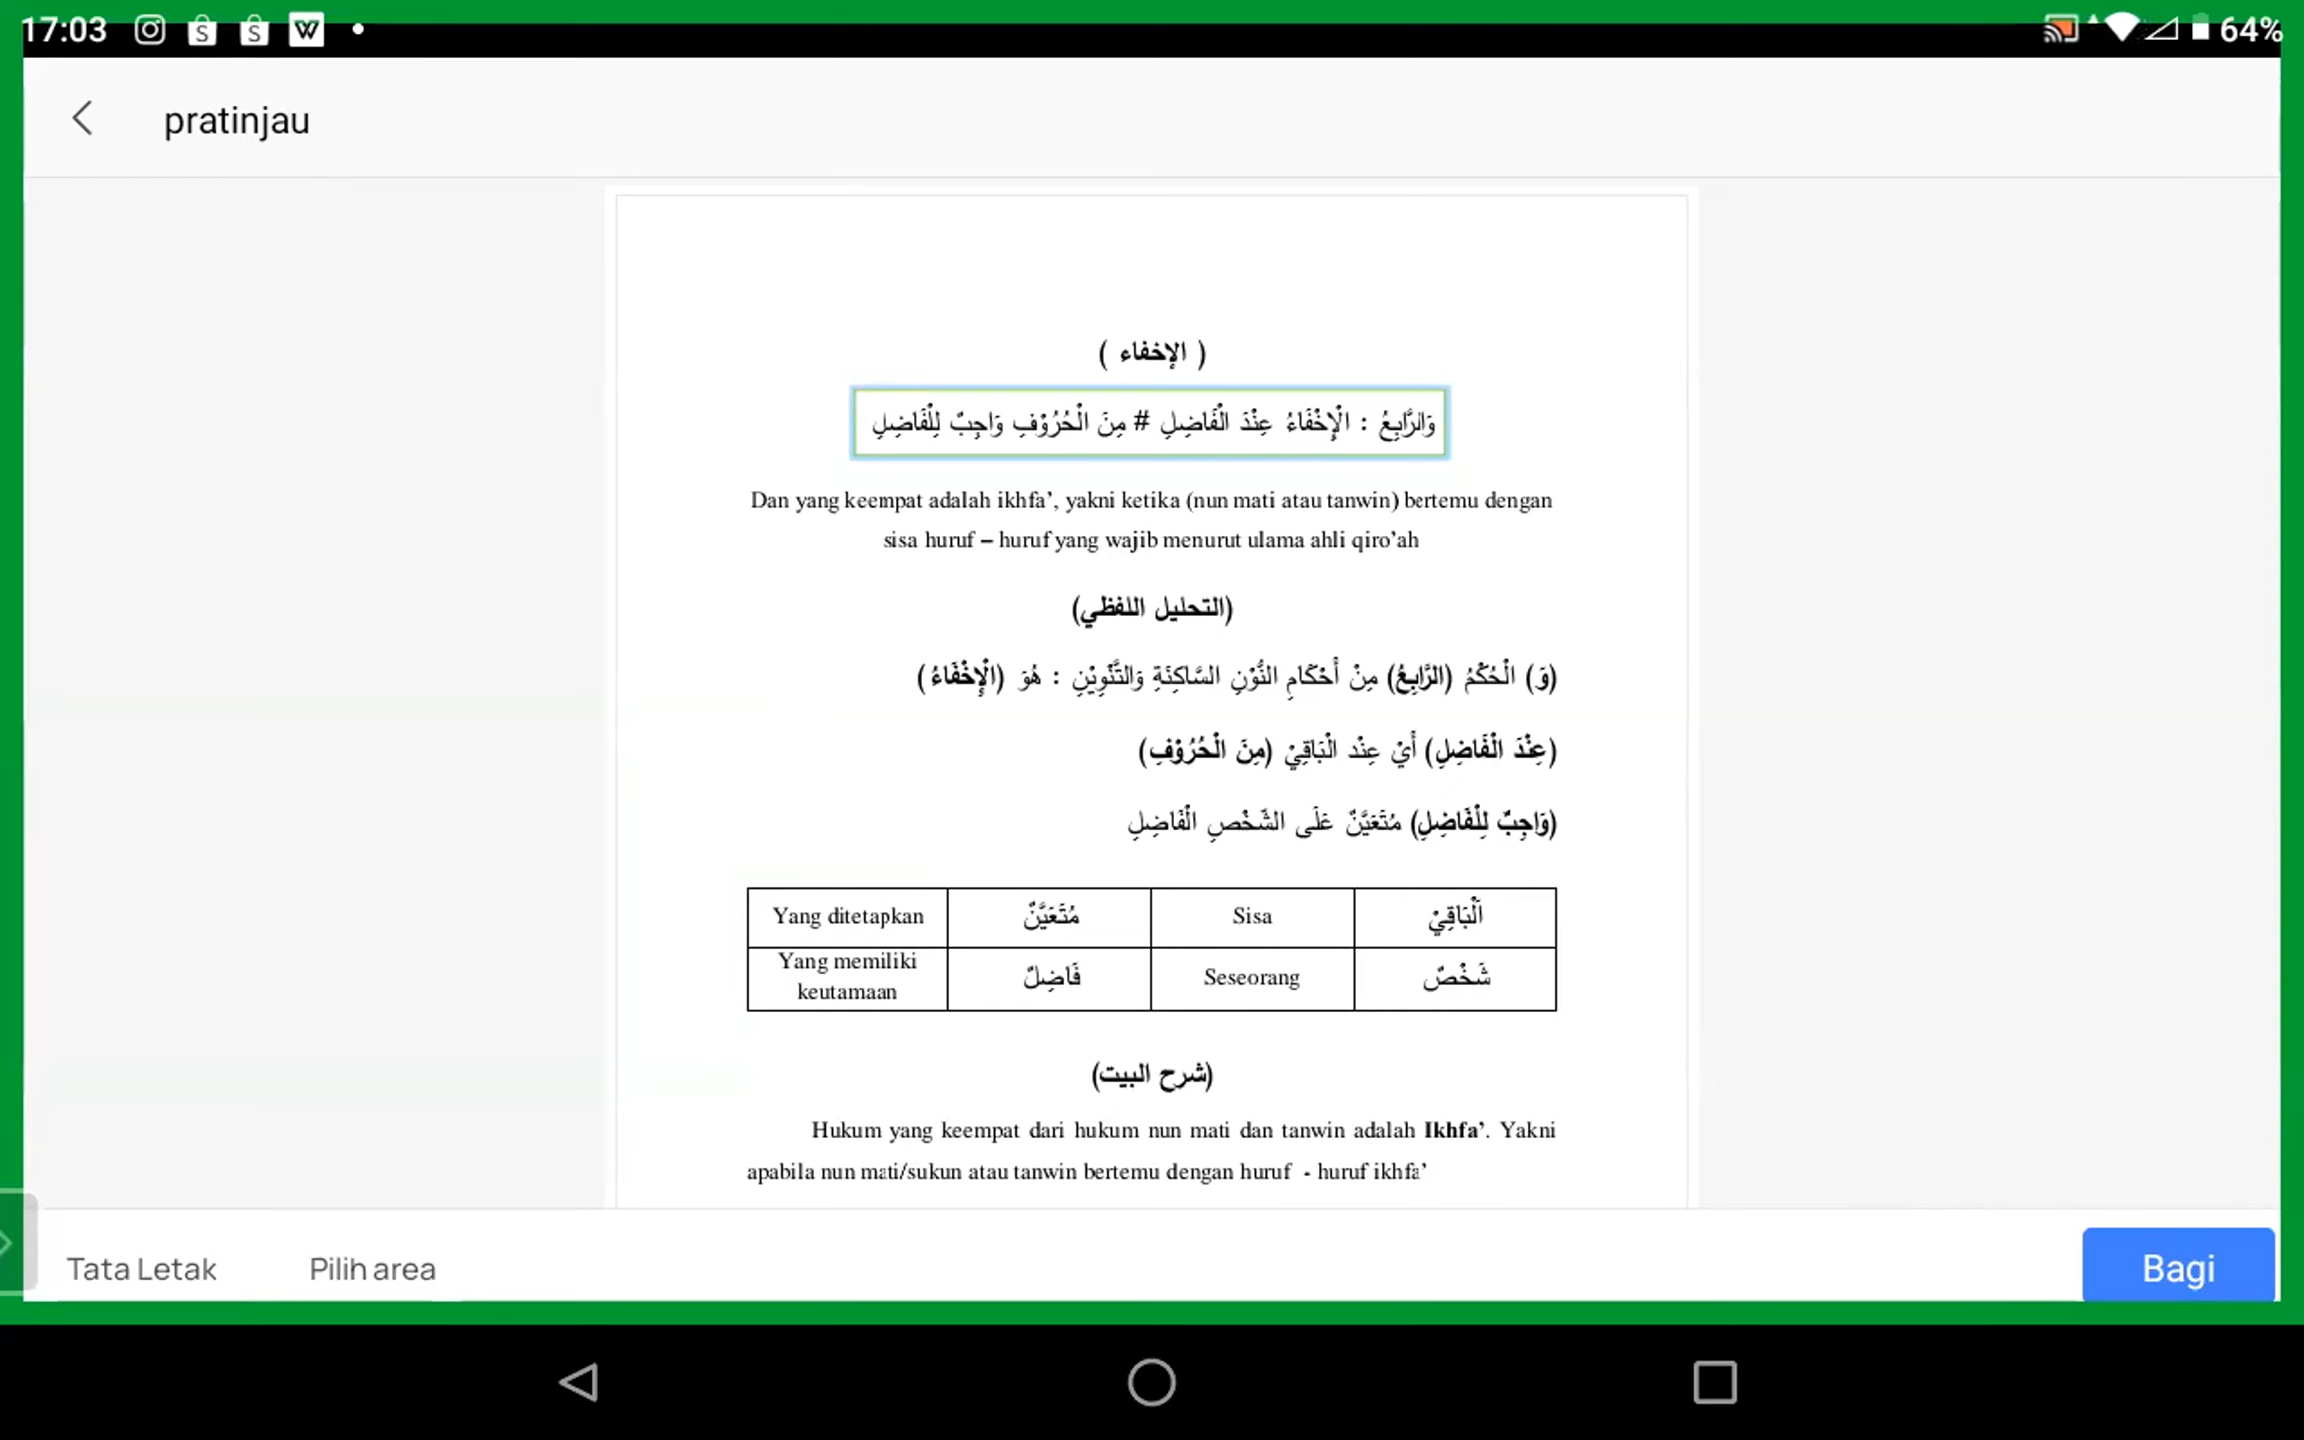 17:03
64%
pratinjau
( الإخفاء )
وَالرَّابِعُ : الْإِخْفَاءُ عِنْدَ الْفَاضِلِ # مِنَ الْحُرُوْفِ وَاجِبٌ لِلْفَاضِلِ
Dan yang keempat adalah ikhfa’, yakni ketika (nun mati atau tanwin) bertemu dengan
sisa huruf – huruf yang wajib menurut ulama ahli qiro’ah
(التحليل اللفظي)
(وَ) الْحُكْمُ (الرَّابِعُ) مِنْ أَحْكَامِ النُّوْنِ السَّاكِنَةِ وَالتَّنْوِيْنِ : هُوَ (الْإِخْفَاءُ)
(عِنْدَ الْفَاضِلِ) أَيْ عِنْد الْبَاقِيْ (مِنَ الْحُرُوْفِ)
(وَاجِبٌ لِلْفَاضِلِ) مُتَعَيَّنٌ عَلَى الشَّخْصِ الْفَاضِلِ
Yang ditetapkan مُتَعَيَّنٌ Sisa اَلْبَاقِيْ
Yang memiliki
keutamaan فَاضِلٌ Seseorang شَخْصٌ
(شرح البيت)
Hukum yang keempat dari hukum nun mati dan tanwin adalah Ikhfa’. Yakni
apabila nun mati/sukun atau tanwin bertemu dengan huruf - huruf ikhfa’
Tata Letak
Pilih area
Bagi